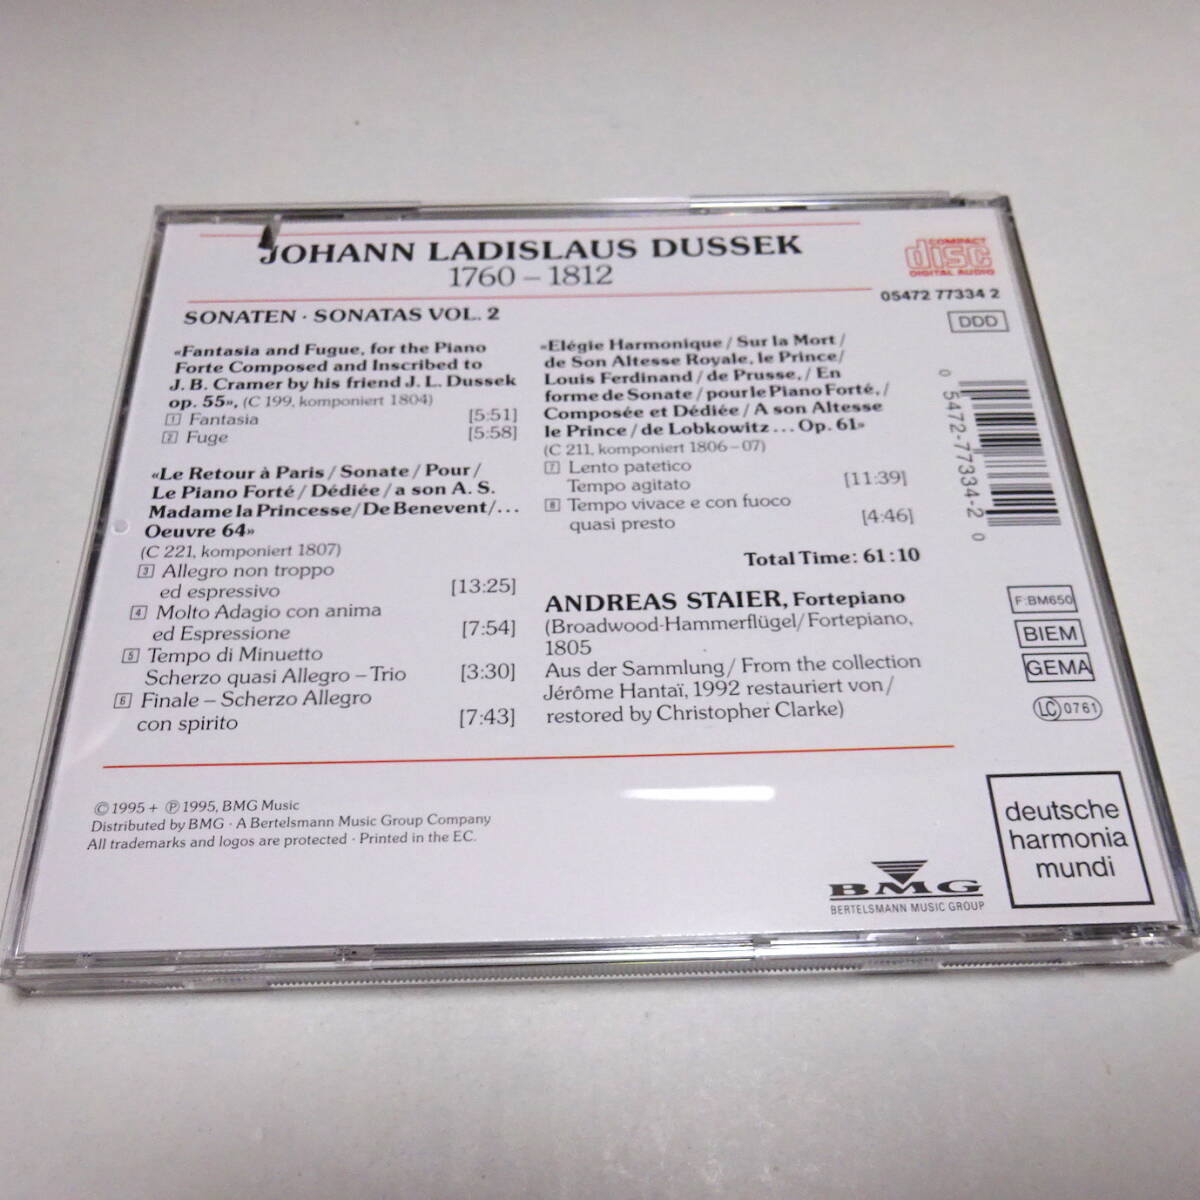 JOHANN LADISLAUS DUSSEK
1760 – 1812
COMPACT
disc
DIGITAL AUDIO
05472 77334 2
DDD
SONATEN · SONATAS VOL. 2
«Fantasia and Fugue, for the Piano
Forte Composed and Inscribed to
J. B. Cramer by his friend J. L. Dussek
op. 55», (C 199, komponiert 1804)
1 Fantasia [5:51]
2 Fuge [5:58]
«Le Retour à Paris / Sonate / Pour /
Le Piano Forté / Dédiée / a son A. S.
Madame la Princesse / De Benevent / ...
Oeuvre 64»
(C 221, komponiert 1807)
3 Allegro non troppo
ed espressivo [13:25]
4 Molto Adagio con anima
ed Espressione [7:54]
5 Tempo di Minuetto
Scherzo quasi Allegro – Trio [3:30]
6 Finale – Scherzo Allegro
con spirito [7:43]
«Elégie Harmonique / Sur la Mort /
de Son Altesse Royale, le Prince /
Louis Ferdinand / de Prusse, / En
forme de Sonate / pour le Piano Forté, /
Composée et Dédiée / A son Altesse
le Prince / de Lobkowitz ... Op. 61»
(C 211, komponiert 1806 – 07)
7 Lento patetico
Tempo agitato [11:39]
8 Tempo vivace e con fuoco
quasi presto [4:46]
Total Time: 61:10
ANDREAS STAIER, Fortepiano
(Broadwood-Hammerflügel / Fortepiano,
1805
Aus der Sammlung / From the collection
Jérôme Hantaï, 1992 restauriert von /
restored by Christopher Clarke)
0 5472-77334-2 0
F:BM650
BIEM
GEMA
LC 0761
© 1995 + ℗ 1995, BMG Music
Distributed by BMG · A Bertelsmann Music Group Company
All trademarks and logos are protected · Printed in the EC.
BMG
BERTELSMANN MUSIC GROUP
deutsche
harmonia
mundi